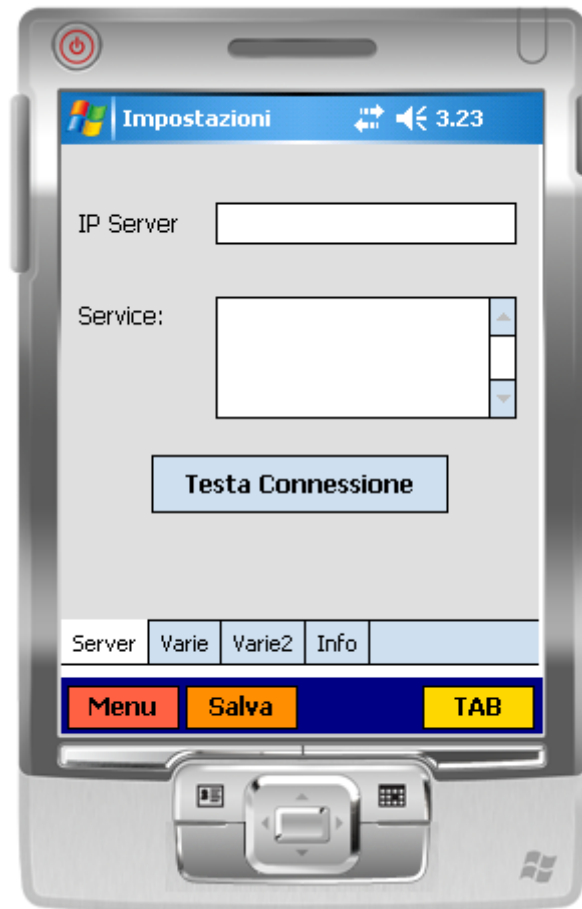 Impostazioni 3.23
IP Server
Service:
Testa Connessione
Server Varie Varie2 Info
Menu Salva TAB